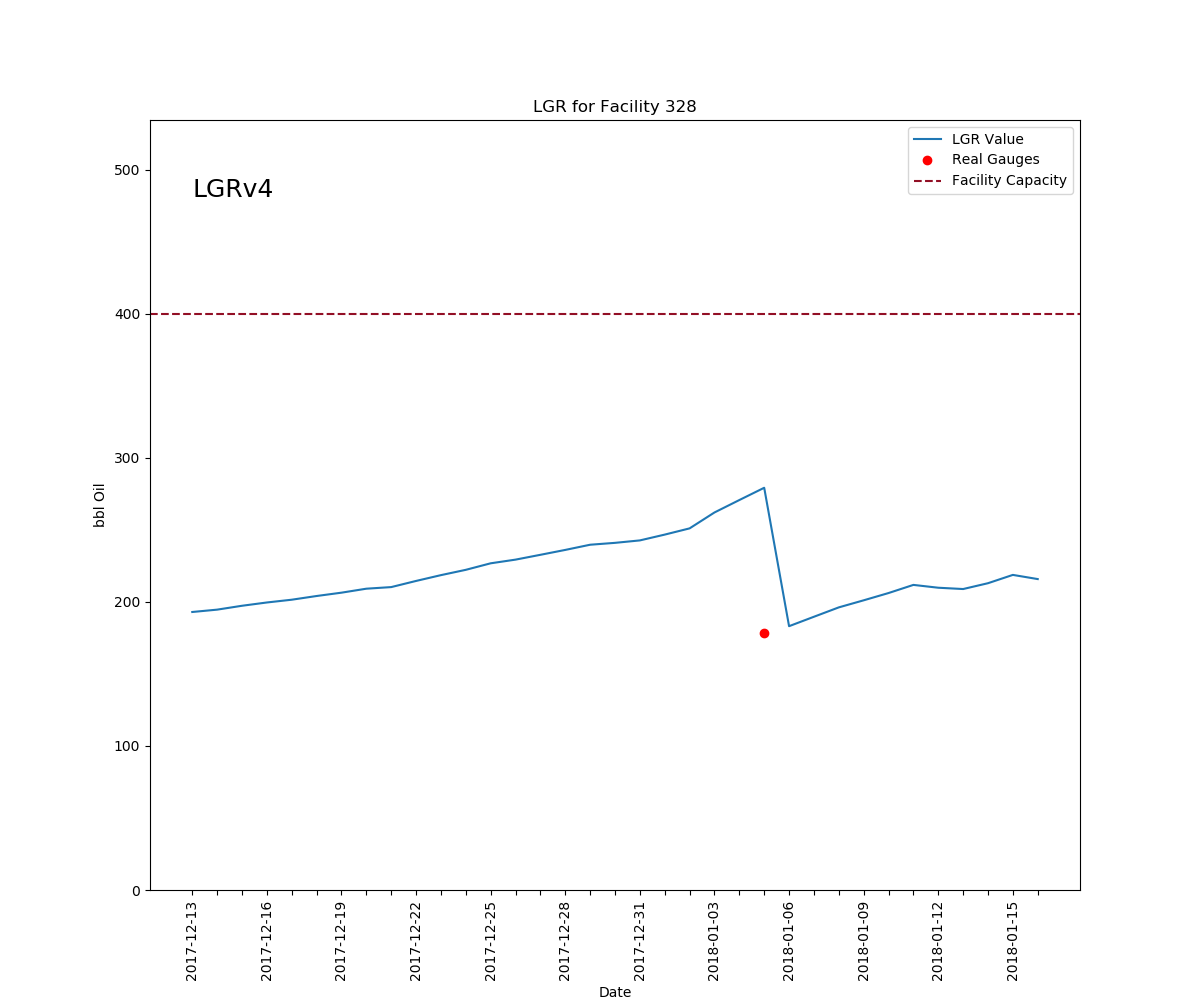 LGR for Facility 328
LGRv4
LGR Value
Real Gauges
Facility Capacity
500
400
300
200
100
0
bbl Oil
2017-12-13
2017-12-16
2017-12-19
2017-12-22
2017-12-25
2017-12-28
2017-12-31
2018-01-03
2018-01-06
2018-01-09
2018-01-12
2018-01-15
Date